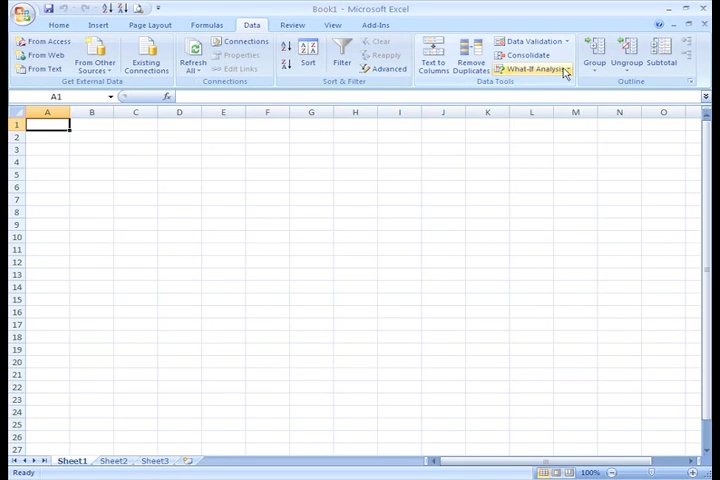 Book1 - Microsoft Excel
Home Insert Page Layout Formulas Data Review View Add-Ins
From Access
From Web
From Text
From Other
Sources
Existing
Connections
Get External Data
Refresh
All
Connections
Properties
Edit Links
Connections
Sort
Filter
Clear
Reapply
Advanced
Sort & Filter
Text to
Columns
Remove
Duplicates
Data Validation
Consolidate
What-If Analysis
Data Tools
Group
Ungroup
Subtotal
Outline
A1 fx
A B C D E F G H I J K L M N O
1
2
3
4
5
6
7
8
9
10
11
12
13
14
15
16
17
18
19
20
21
22
23
24
25
26
27
Sheet1 Sheet2 Sheet3
Ready 100%